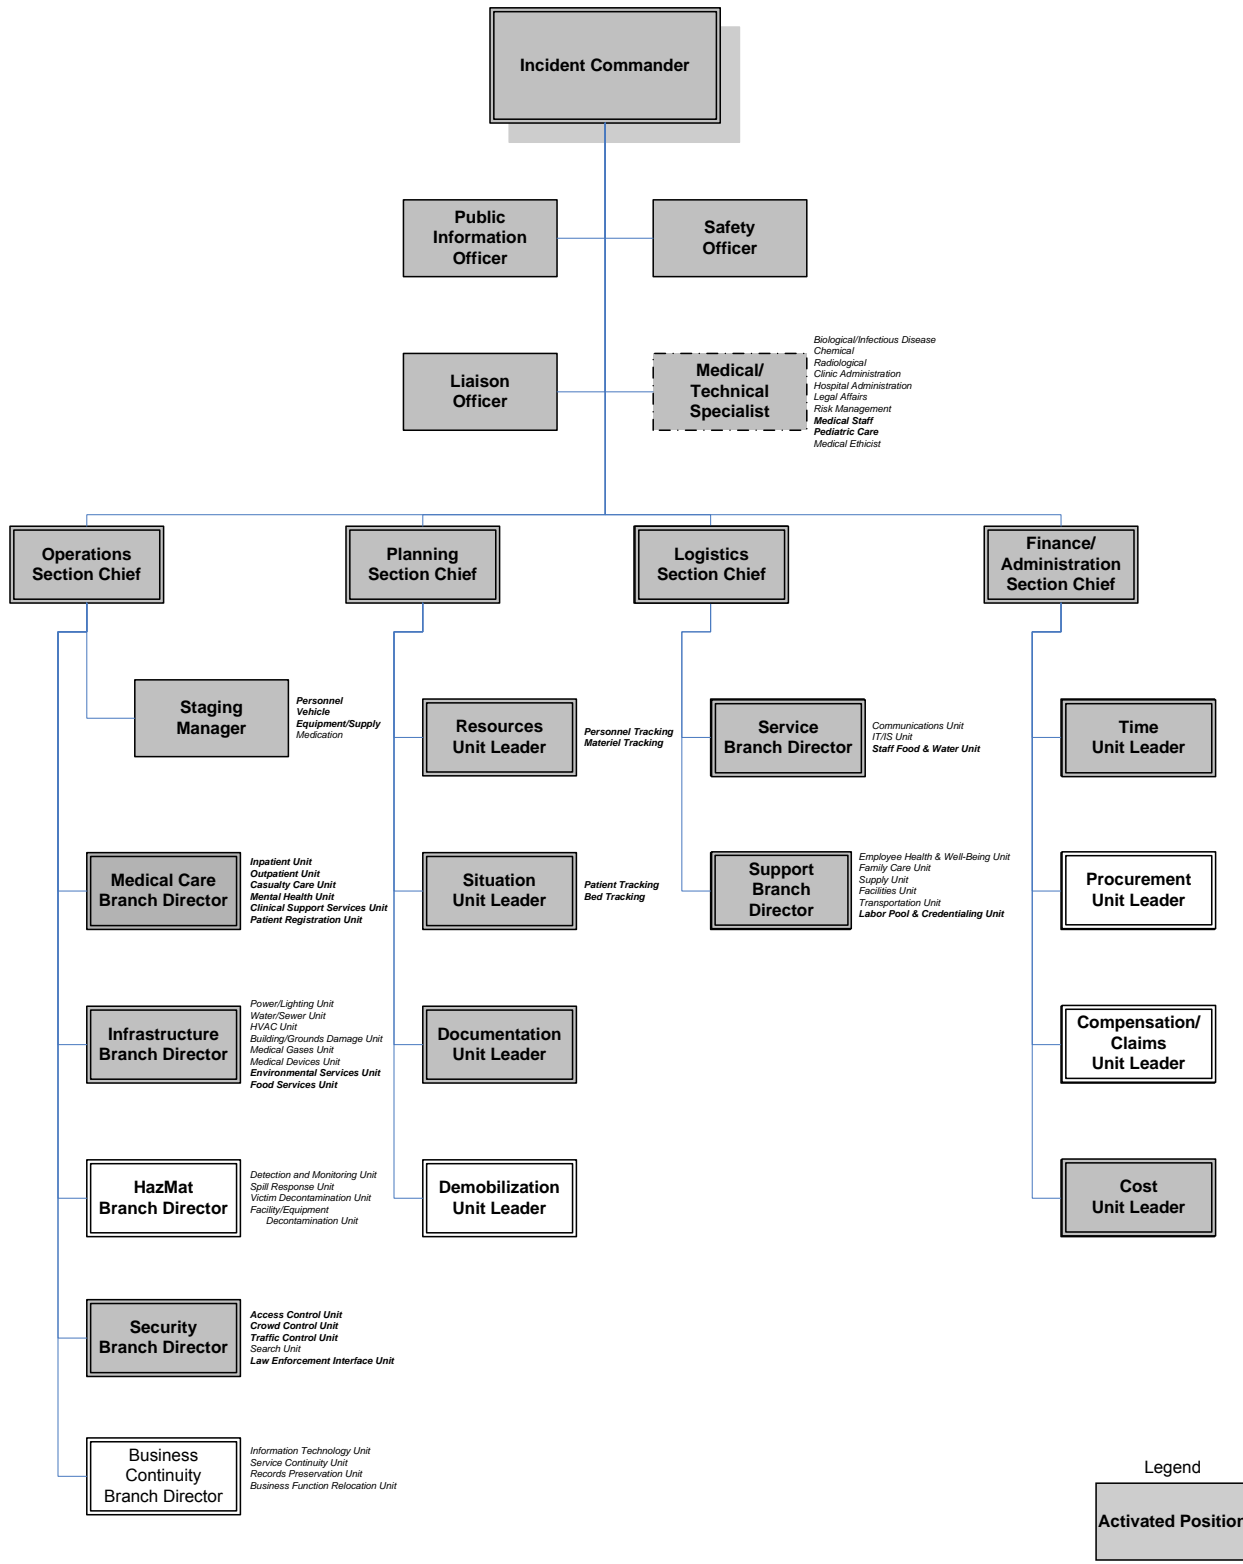 Incident Commander
Public
Information
Officer
Safety
Officer
Liaison
Officer
Medical/
Technical
Specialist
Biological/Infectious Disease
Chemical
Radiological
Clinic Administration
Hospital Administration
Legal Affairs
Risk Management
Medical Staff
Pediatric Care
Medical Ethicist
Operations
Section Chief
Planning
Section Chief
Logistics
Section Chief
Finance/
Administration
Section Chief
Staging
Manager
Personnel
Vehicle
Equipment/Supply
Medication
Resources
Unit Leader
Personnel Tracking
Materiel Tracking
Service
Branch Director
Communications Unit
IT/IS Unit
Staff Food & Water Unit
Time
Unit Leader
Medical Care
Branch Director
Inpatient Unit
Outpatient Unit
Casualty Care Unit
Mental Health Unit
Clinical Support Services Unit
Patient Registration Unit
Situation
Unit Leader
Patient Tracking
Bed Tracking
Support
Branch
Director
Employee Health & Well-Being Unit
Family Care Unit
Supply Unit
Facilities Unit
Transportation Unit
Labor Pool & Credentialing Unit
Procurement
Unit Leader
Infrastructure
Branch Director
Power/Lighting Unit
Water/Sewer Unit
HVAC Unit
Building/Grounds Damage Unit
Medical Gases Unit
Medical Devices Unit
Environmental Services Unit
Food Services Unit
Documentation
Unit Leader
Compensation/
Claims
Unit Leader
HazMat
Branch Director
Detection and Monitoring Unit
Spill Response Unit
Victim Decontamination Unit
Facility/Equipment
Decontamination Unit
Demobilization
Unit Leader
Cost
Unit Leader
Security
Branch Director
Access Control Unit
Crowd Control Unit
Traffic Control Unit
Search Unit
Law Enforcement Interface Unit
Business
Continuity
Branch Director
Information Technology Unit
Service Continuity Unit
Records Preservation Unit
Business Function Relocation Unit
Legend
Activated Position